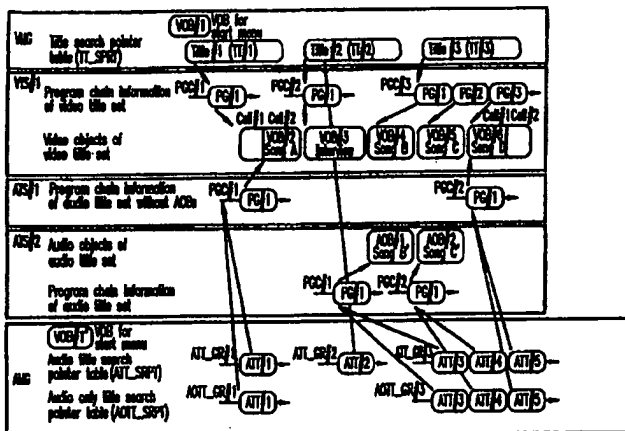 VMG
Title search pointer table (TT_SRPT)
VOB#1 VOB for start menu
Title #1 (TT#1)
Title #2 (TT#2)
Title #3 (TT#3)
VTS#1
Program chain information of video title set
PGC#1 PG#1
PGC#2 PG#1
PGC#3 PG#1 PG#2 PG#3
Cell#1 Cell#2
Cell#1 Cell#2
Video objects of video title set
VOB#2 Song A
VOB#3 Interview
VOB#4 Song B
VOB#5 Song C
VOB#6 Song
ATS#1
Program chain information of audio title set without AOBs
PGC#1 PG#1
PGC#2 PG#1
ATS#2
Audio objects of audio title set
AOB#1 Song B'
AOB#2 Song C'
Program chain information of audio title set
PGC#1 PG#1
PGC#2 PG#1
AMG
VOB#1' VOB for start menu
Audio title search pointer table (ATT_SRPT)
ATT_GR#1 ATT#1
ATT_GR#2 ATT#2
ATT_GR#3 ATT#3 ATT#4 ATT#5
Audio only title search pointer table (AOTT_SRPT)
AOTT_GR#1 ATT#1
AOTT_GR#3 ATT#3 ATT#4 ATT#5